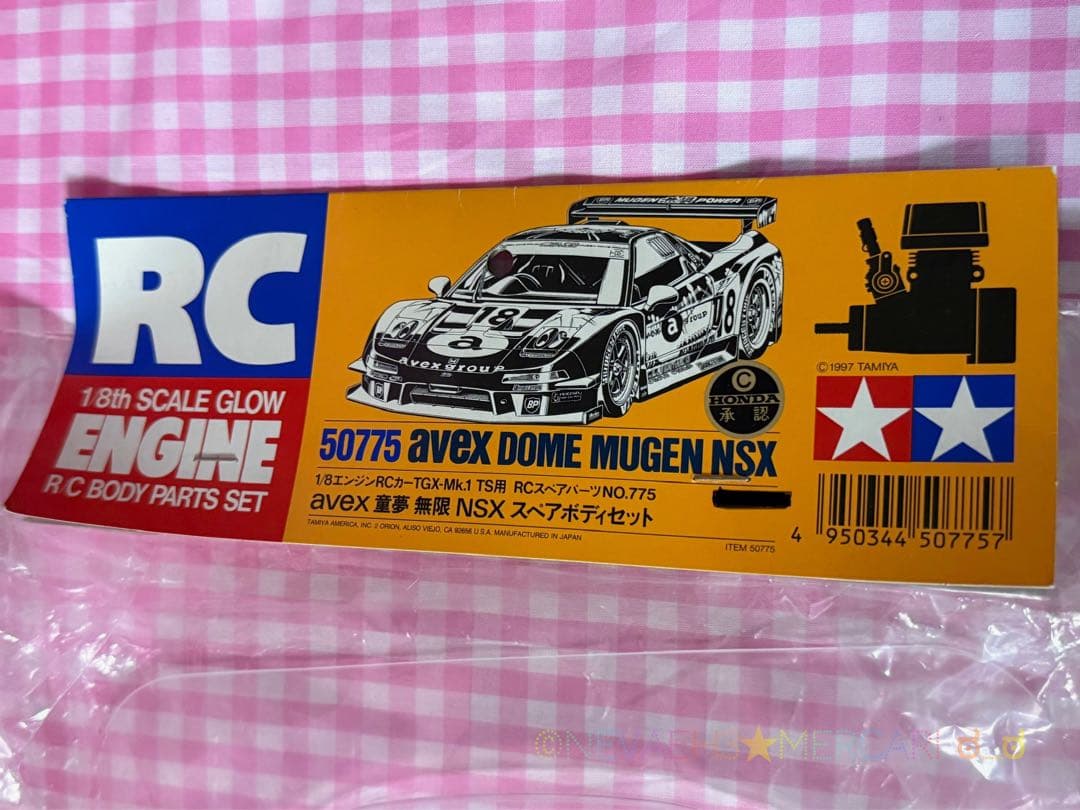 RC
1/8th SCALE GLOW
ENGINE
R/C BODY PARTS SET
MUGEN POWER
18
a
Avex group
BP
a group
18
©
HONDA
承認
©1997 TAMIYA
50775 avex DOME MUGEN NSX
1/8エンジンRCカーTGX-Mk.1 TS用 RCスペアパーツNO.775
avex 童夢 無限 NSX スペアボディセット
TAMIYA AMERICA, INC. 2 ORION, ALISO VIEJO, CA 92656 U.S.A. MANUFACTURED IN JAPAN
ITEM 50775
4 950344 507757